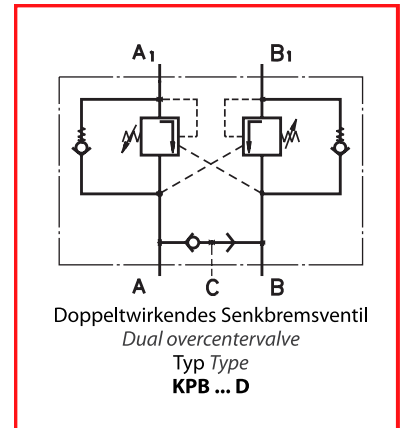 A1 B1
A C B
Doppeltwirkendes Senkbremsventil
Dual overcentervalve
Typ Type
KPB ... D